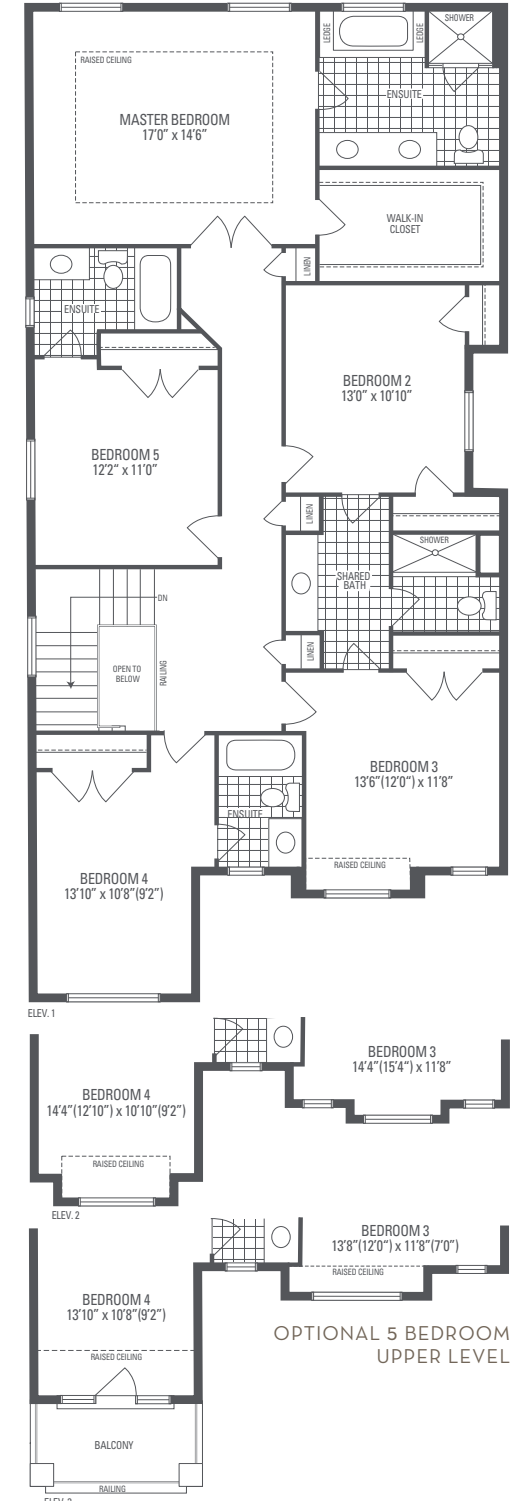 LEDGE
LEDGE
SHOWER
RAISED CEILING
ENSUITE
MASTER BEDROOM
17'0" x 14'6"
WALK-IN
CLOSET
LINEN
ENSUITE
BEDROOM 2
13'0" x 10'10"
BEDROOM 5
12'2" x 11'0"
LINEN
SHOWER
SHARED
BATH
DN
OPEN TO
BELOW
RAILING
LINEN
BEDROOM 3
13'6"(12'0") x 11'8"
ENSUITE
RAISED CEILING
BEDROOM 4
13'10" x 10'8"(9'2")
ELEV. 1
BEDROOM 3
14'4"(15'4") x 11'8"
BEDROOM 4
14'4"(12'10") x 10'10"(9'2")
RAISED CEILING
ELEV. 2
BEDROOM 3
13'8"(12'0") x 11'8"(7'0")
RAISED CEILING
BEDROOM 4
13'10" x 10'8"(9'2")
OPTIONAL 5 BEDROOM
UPPER LEVEL
RAISED CEILING
BALCONY
RAILING
ELEV. 3